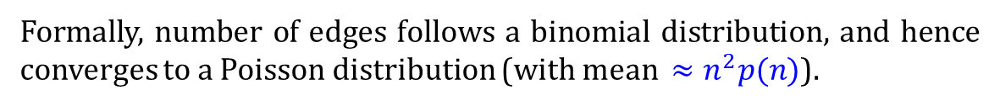 Formally, number of edges follows a binomial distribution, and hence
converges to a Poisson distribution (with mean ≈ n²p(n)).